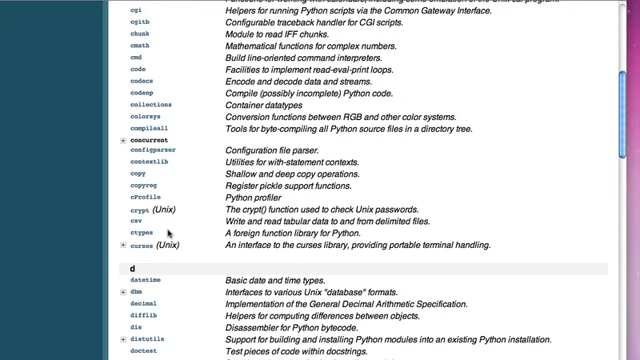 cgi Helpers for running Python scripts via the Common Gateway Interface.
cgitb Configurable traceback handler for CGI scripts.
chunk Module to read IFF chunks.
cmath Mathematical functions for complex numbers.
cmd Build line-oriented command interpreters.
code Facilities to implement read-eval-print loops.
codecs Encode and decode data and streams.
codeop Compile (possibly incomplete) Python code.
collections Container datatypes
colorsys Conversion functions between RGB and other color systems.
compileall Tools for byte-compiling all Python source files in a directory tree.
concurrent
configparser Configuration file parser.
contextlib Utilities for with-statement contexts.
copy Shallow and deep copy operations.
copyreg Register pickle support functions.
cProfile Python profiler
crypt (Unix) The crypt() function used to check Unix passwords.
csv Write and read tabular data to and from delimited files.
ctypes A foreign function library for Python.
curses (Unix) An interface to the curses library, providing portable terminal handling.
d
datetime Basic date and time types.
dbm Interfaces to various Unix "database" formats.
decimal Implementation of the General Decimal Arithmetic Specification.
difflib Helpers for computing differences between objects.
dis Disassembler for Python bytecode.
distutils Support for building and installing Python modules into an existing Python installation.
doctest Test pieces of code within docstrings.